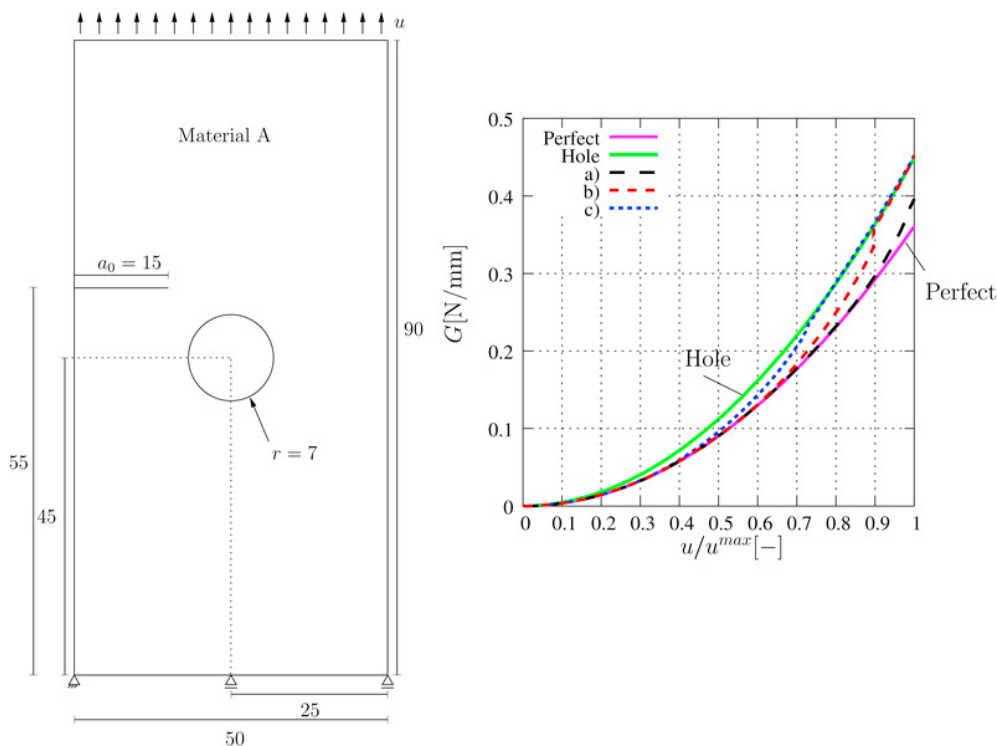 u
Material A
a₀ = 15
90
r = 7
55
45
25
50
0.5
0.4
0.3
0.2
0.1
0
G[N/mm]
Perfect
Hole
a)
b)
c)
Hole
Perfect
0 0.1 0.2 0.3 0.4 0.5 0.6 0.7 0.8 0.9 1
u/u^{max}[−]